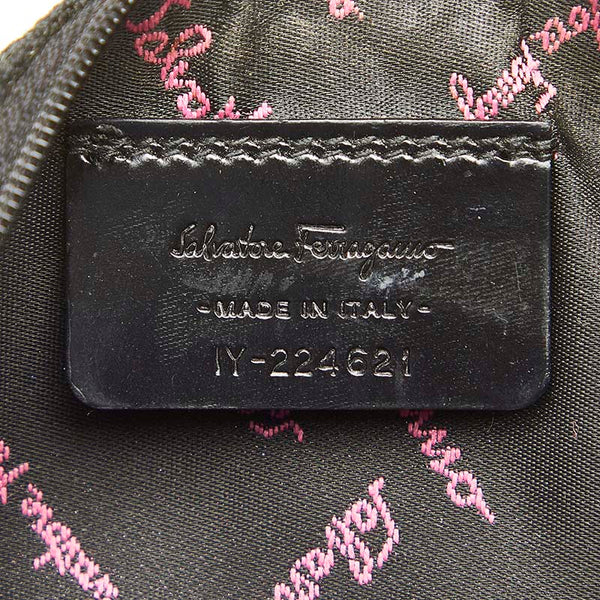 Salvatore Ferragamo
-MADE IN ITALY-
IY-224621